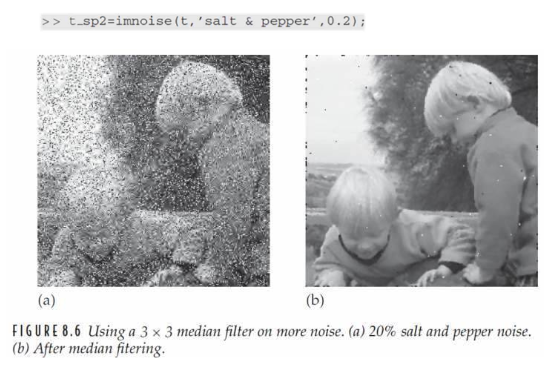 >> t_sp2=imnoise(t,'salt & pepper',0.2);
(a)
(b)
FIGURE 8.6 Using a 3 × 3 median filter on more noise. (a) 20% salt and pepper noise.
(b) After median fitering.